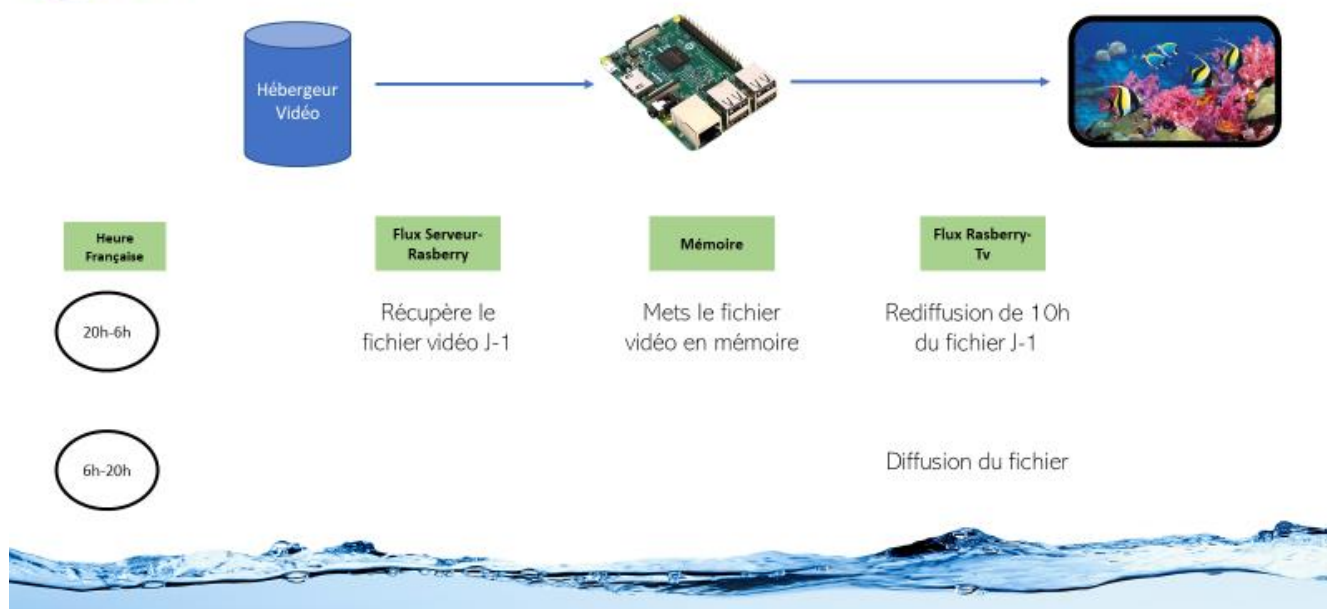 Hébergeur
Vidéo
Heure
Française
Flux Serveur-
Rasberry
Mémoire
Flux Rasberry-
Tv
20h-6h
Récupère le
fichier vidéo J-1
Mets le fichier
vidéo en mémoire
Rediffusion de 10h
du fichier J-1
6h-20h
Diffusion du fichier